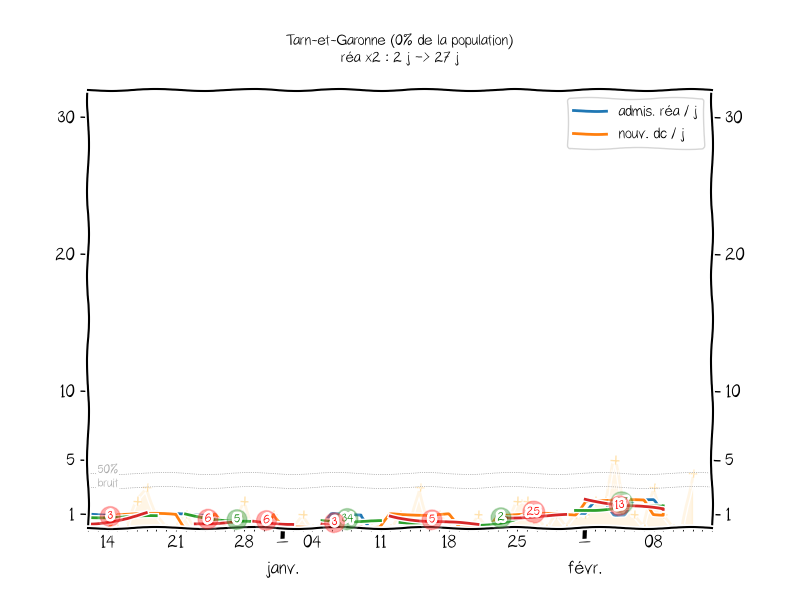 Tarn-et-Garonne (0% de la population)
réa x2 : 2 j -> 27 j
admis. réa / j
nouv. dc / j
30 30
20 20
10 10
5 5
50%
bruit
1 1
3 6 5 6 3 34 5 2 25 13
14 21 28 04 11 18 25 08
janv. févr.